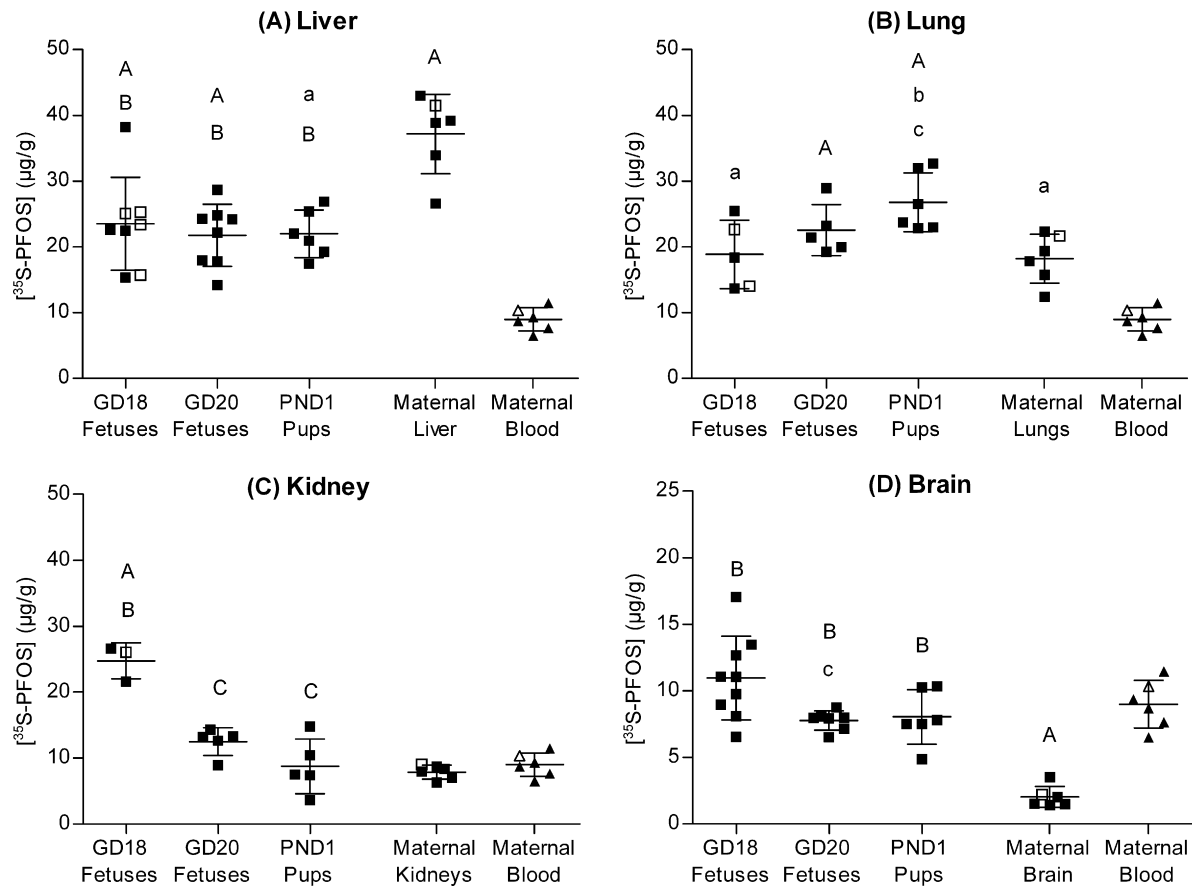 (A) Liver
[³⁵S-PFOS] (µg/g)
50
40
30
20
10
0
A
B
A
B
a
B
A
GD18
Fetuses
GD20
Fetuses
PND1
Pups
Maternal
Liver
Maternal
Blood
(B) Lung
[³⁵S-PFOS] (µg/g)
50
40
30
20
10
0
a
A
A
b
c
a
GD18
Fetuses
GD20
Fetuses
PND1
Pups
Maternal
Lungs
Maternal
Blood
(C) Kidney
[³⁵S-PFOS] (µg/g)
50
40
30
20
10
0
A
B
C
C
GD18
Fetuses
GD20
Fetuses
PND1
Pups
Maternal
Kidneys
Maternal
Blood
(D) Brain
[³⁵S-PFOS] (µg/g)
25
20
15
10
5
0
B
B
c
B
A
GD18
Fetuses
GD20
Fetuses
PND1
Pups
Maternal
Brain
Maternal
Blood